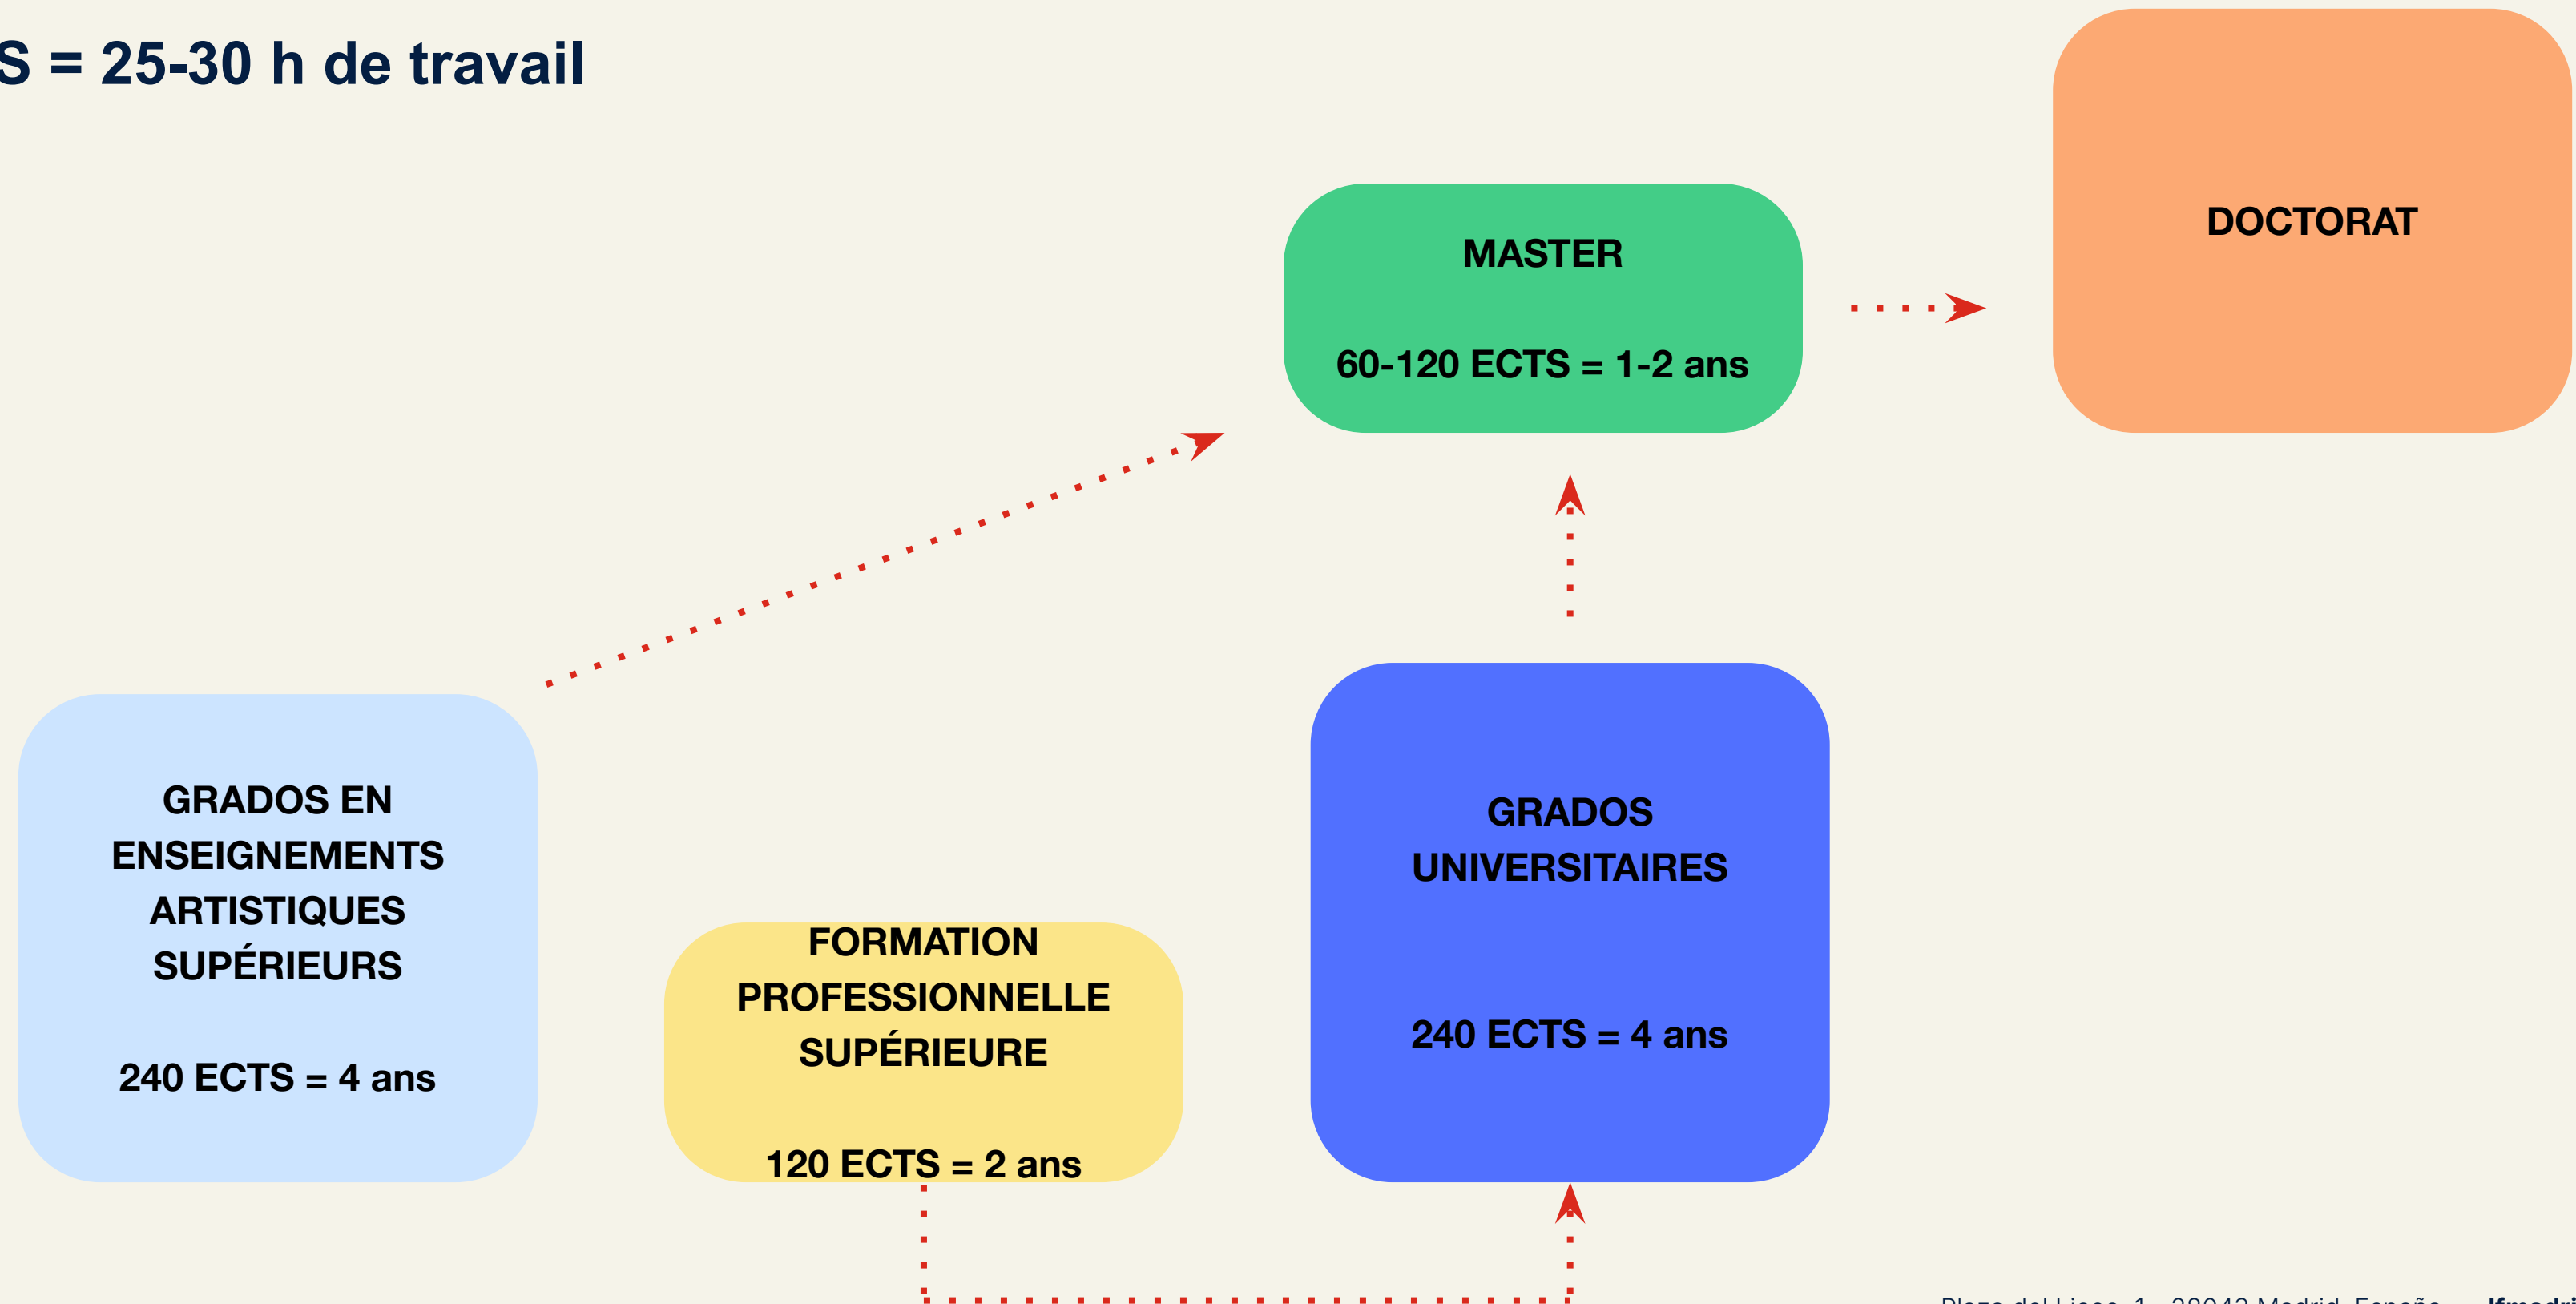 S = 25-30 h de travail
DOCTORAT
MASTER
60-120 ECTS = 1-2 ans
GRADOS EN
ENSEIGNEMENTS
ARTISTIQUES
SUPÉRIEURS
240 ECTS = 4 ans
FORMATION
PROFESSIONNELLE
SUPÉRIEURE
120 ECTS = 2 ans
GRADOS
UNIVERSITAIRES
240 ECTS = 4 ans